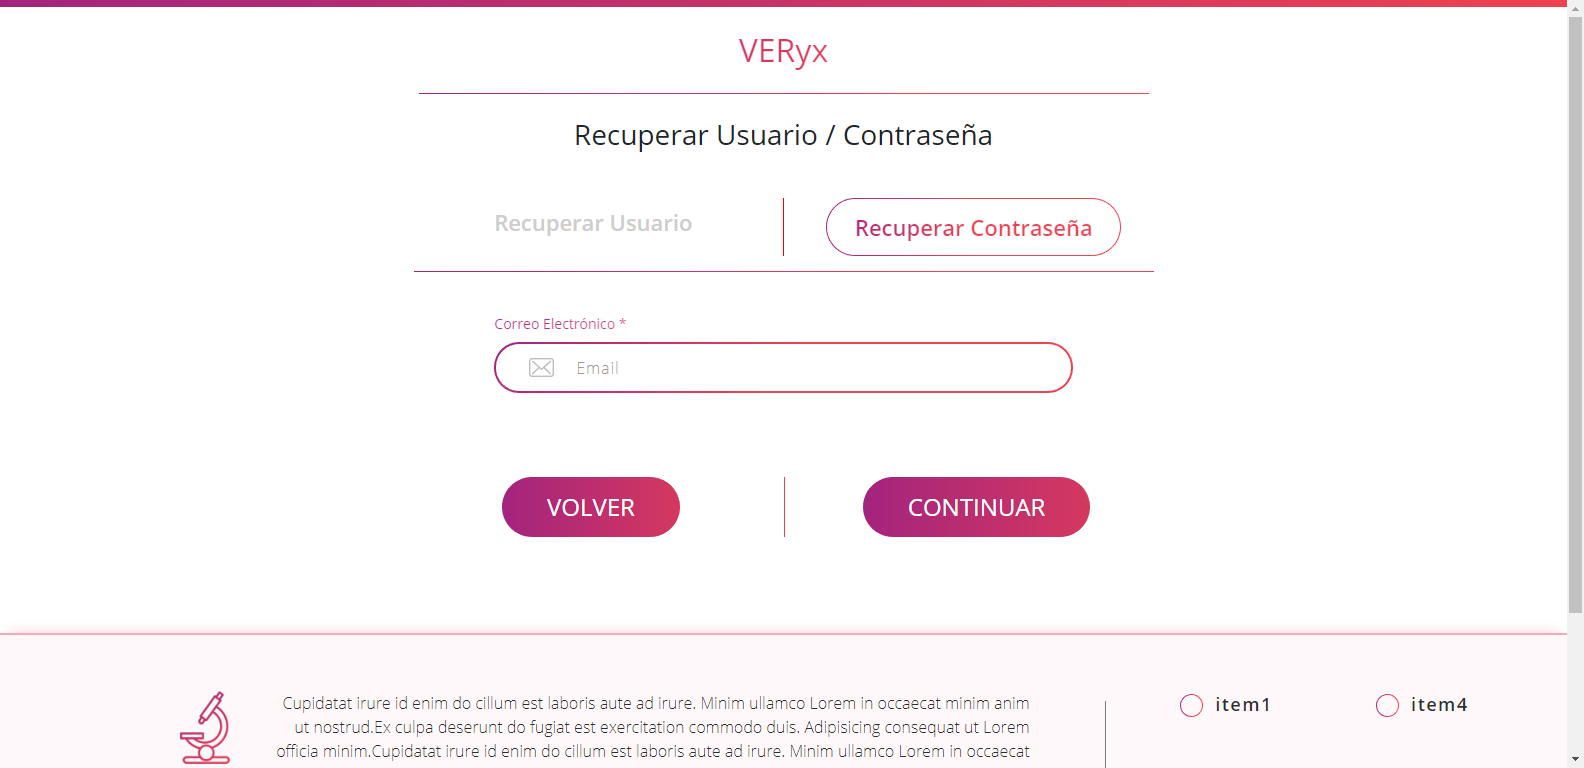 VERyx
Recuperar Usuario / Contraseña
Recuperar Usuario
Recuperar Contraseña
Correo Electrónico *
Email
VOLVER
CONTINUAR
Cupidatat irure id enim do cillum est laboris aute ad irure. Minim ullamco Lorem in occaecat minim anim
ut nostrud.Ex culpa deserunt do fugiat est exercitation commodo duis. Adipisicing consequat ut Lorem
officia minim.Cupidatat irure id enim do cillum est laboris aute ad irure. Minim ullamco Lorem in occaecat
item1
item4